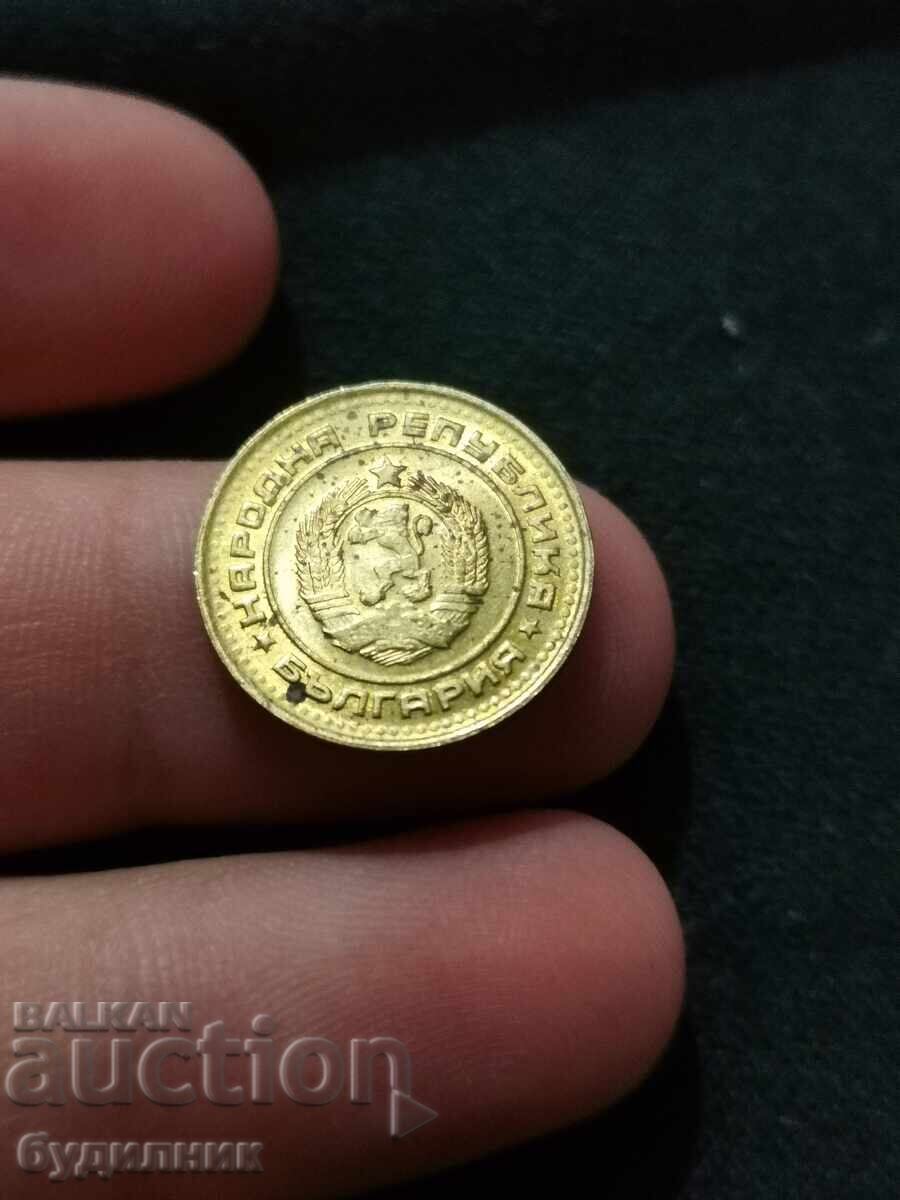 НАРОДНА РЕПУБЛИКА
БЪЛГАРИЯ
BALKAN
auction
будилник